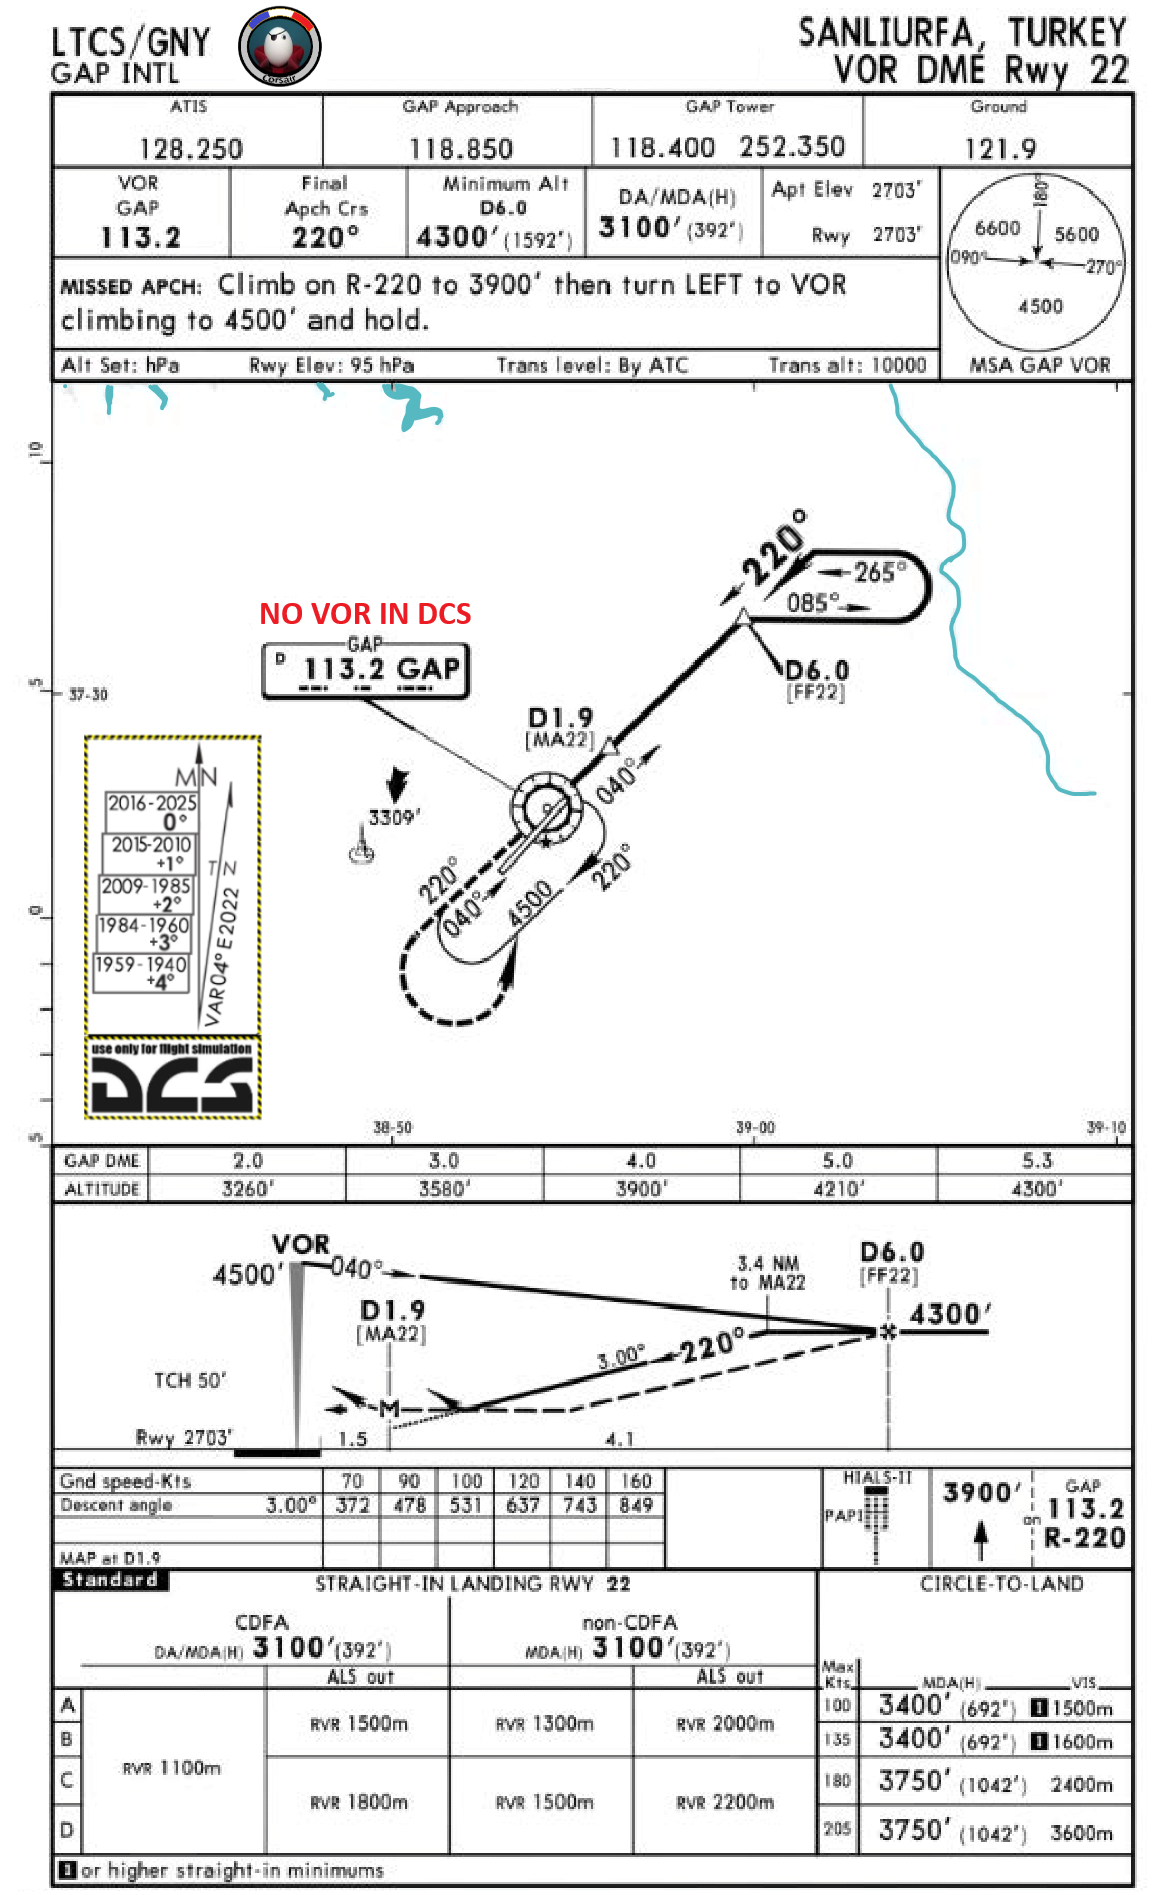 LTCS/GNY
GAP INTL
Corsair
SANLIURFA, TURKEY
VOR DME Rwy 22
ATIS
128.250
GAP Approach
118.850
GAP Tower
118.400 252.350
Ground
121.9
VOR
GAP
113.2
Final
Apch Crs
220°
Minimum Alt
D6.0
4300' (1592')
DA/MDA(H)
3100' (392')
Apt Elev 2703'
Rwy 2703'
180°
6600
5600
090°
270°
4500
MSA GAP VOR
MISSED APCH: Climb on R-220 to 3900' then turn LEFT to VOR
climbing to 4500' and hold.
Alt Set: hPa Rwy Elev: 95 hPa Trans level: By ATC Trans alt: 10000
10
5
0
5
37-30
220°
265°
085°
NO VOR IN DCS
GAP
D 113.2 GAP
D6.0
[FF22]
D1.9
[MA22]
040°
3309'
220°
040°
4500
220°
MN
2016-2025
0°
2015-2010
+1°
2009-1985
+2°
1984-1960
+3°
1959-1940
+4°
T N
VAR04°E2022
use only for flight simulation
DCS
38-50
39-00
39-10
GAP DME 2.0 3.0 4.0 5.0 5.3
ALTITUDE 3260' 3580' 3900' 4210' 4300'
VOR
4500'
040°
D1.9
[MA22]
3.4 NM
to MA22
D6.0
[FF22]
4300'
220°
3.00°
TCH 50'
M
Rwy 2703'
1.5
4.1
Gnd speed-Kts 70 90 100 120 140 160
Descent angle 3.00° 372 478 531 637 743 849
MAP at D1.9
HIALS-II
PAPI
3900'
on
GAP
113.2
R-220
Standard
STRAIGHT-IN LANDING RWY 22
CIRCLE-TO-LAND
CDFA
DA/MDA(H) 3100'(392')
non-CDFA
MDA(H) 3100'(392')
ALS out
ALS out
Max
Kts
MDA(H)
VIS
A
B
C
D
RVR 1100m
RVR 1500m
RVR 1800m
RVR 1300m
RVR 1500m
RVR 2000m
RVR 2200m
100 3400' (692') 1 1500m
135 3400' (692') 1 1600m
180 3750' (1042') 2400m
205 3750' (1042') 3600m
1 or higher straight-in minimums